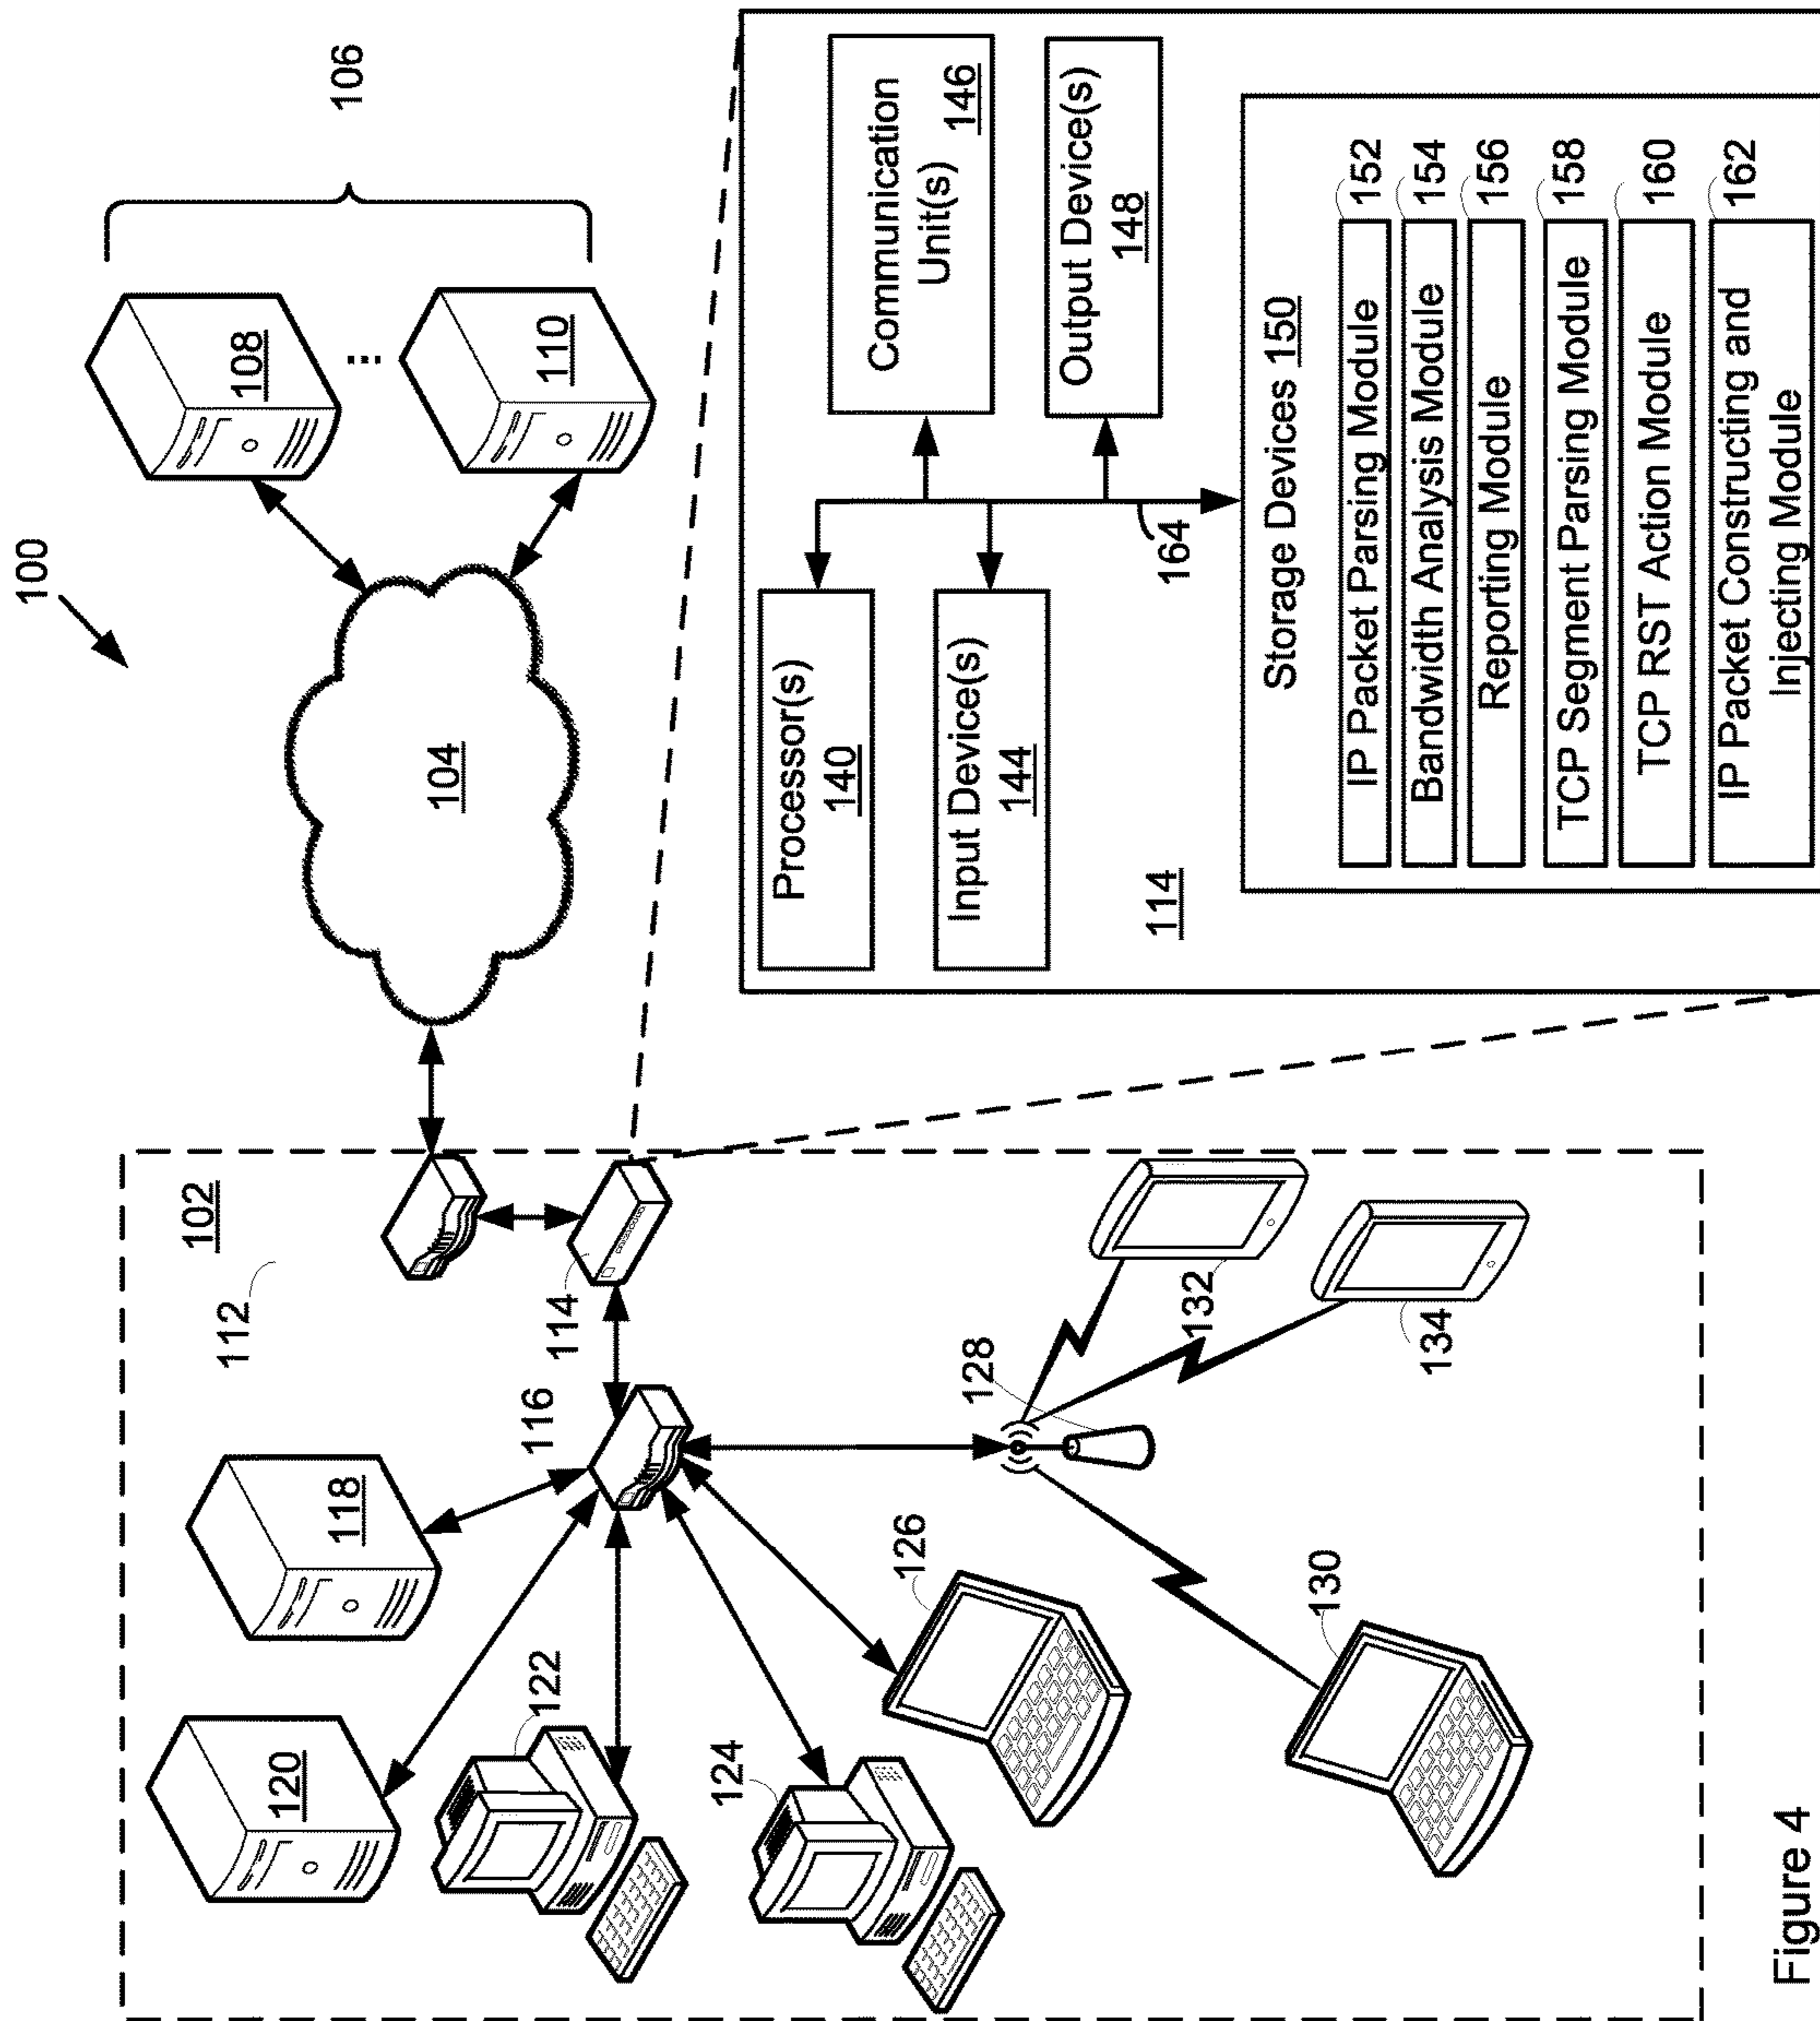 100
106
108
...
110
104
102
112
114
116
118
120
122
124
126
128
130
132
134
Processor(s)
140
Input Device(s)
144
Communication
Unit(s) 146
Output Device(s)
148
114
164
Storage Devices 150
IP Packet Parsing Module 152
Bandwidth Analysis Module 154
Reporting Module 156
TCP Segment Parsing Module 158
TCP RST Action Module 160
IP Packet Constructing and 162
Injecting Module
Figure 4